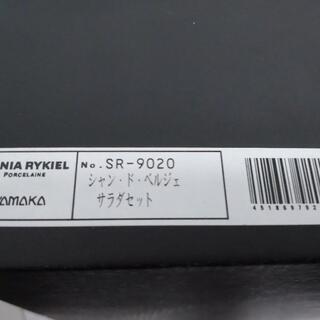 NIA RYKIEL
PORCELAINE
AMAKA
No. SR-9020
シャン・ド・ベルジェ
サラダセット